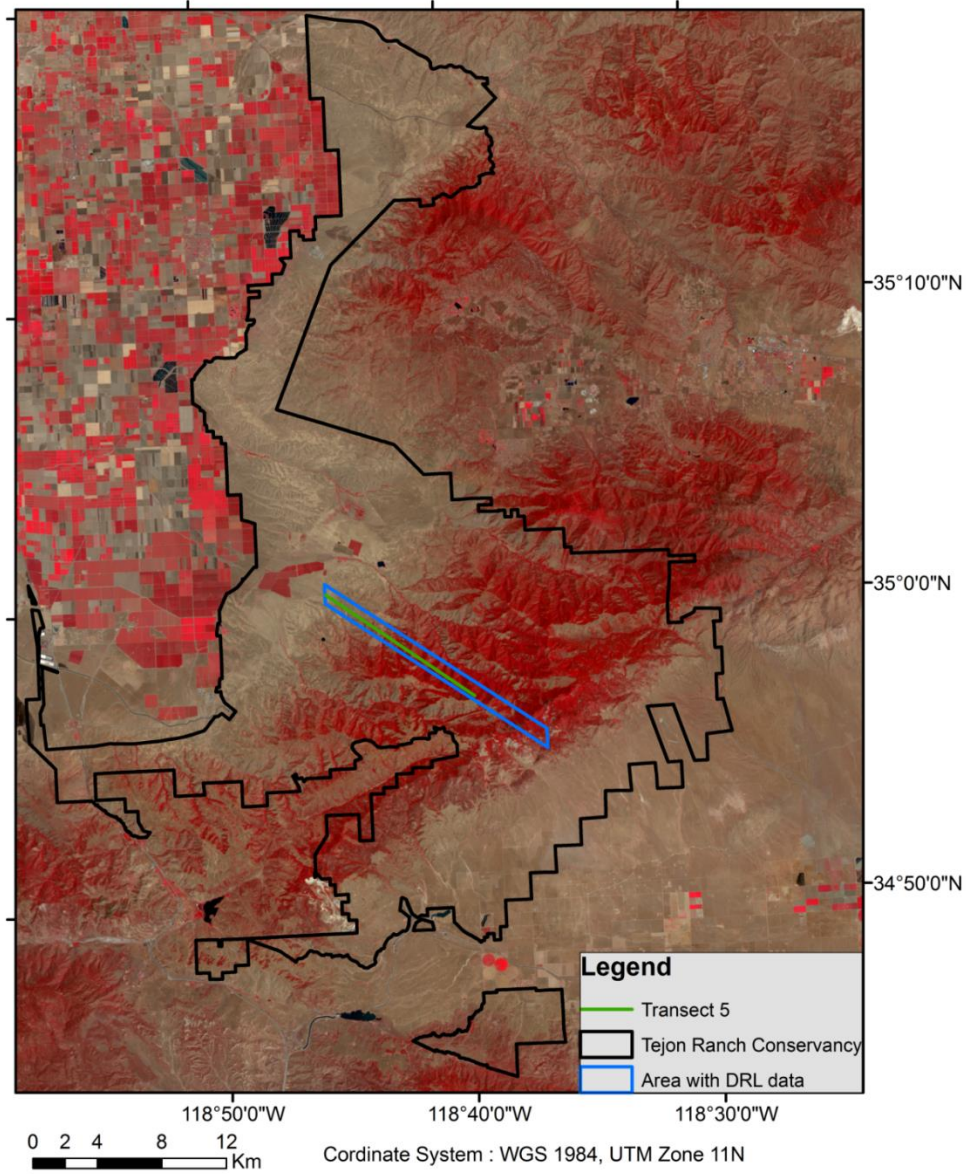 35°10'0"N
35°0'0"N
34°50'0"N
Legend
Transect 5
Tejon Ranch Conservancy
Area with DRL data
118°50'0"W 118°40'0"W 118°30'0"W
0 2 4 8 12
Km
Cordinate System : WGS 1984, UTM Zone 11N